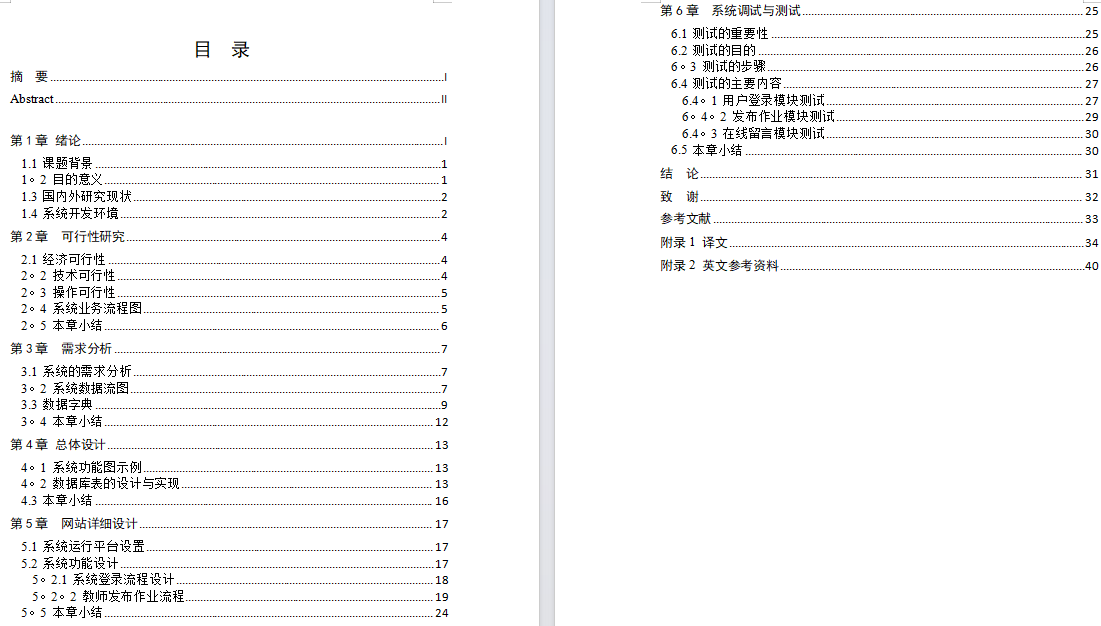 目　录
摘　要 I
Abstract II
第 1 章 绪论 I
1.1 课题背景 1
1。2 目的意义 1
1.3 国内外研究现状 2
1.4 系统开发环境 2
第 2 章　可行性研究 4
2.1 经济可行性 4
2。2 技术可行性 4
2。3 操作可行性 5
2。4 系统业务流程图 5
2。5 本章小结 6
第 3 章　需求分析 7
3.1 系统的需求分析 7
3。2 系统数据流图 7
3.3 数据字典 9
3。4 本章小结 12
第 4 章 总体设计 13
4。1 系统功能图示例 13
4。2 数据库表的设计与实现 13
4.3 本章小结 16
第 5 章　网站详细设计 17
5.1 系统运行平台设置 17
5.2 系统功能设计 17
5。2.1 系统登录流程设计 18
5。2。2 教师发布作业流程 19
5。5 本章小结 24
第 6 章　系统调试与测试 25
6.1 测试的重要性 25
6.2 测试的目的 26
6。3 测试的步骤 26
6.4 测试的主要内容 27
6.4。1 用户登录模块测试 27
6。4。2 发布作业模块测试 29
6.4。3 在线留言模块测试 30
6.5 本章小结 30
结　论 31
致　谢 32
参考文献 33
附录 1 译文 34
附录 2 英文参考资料 40